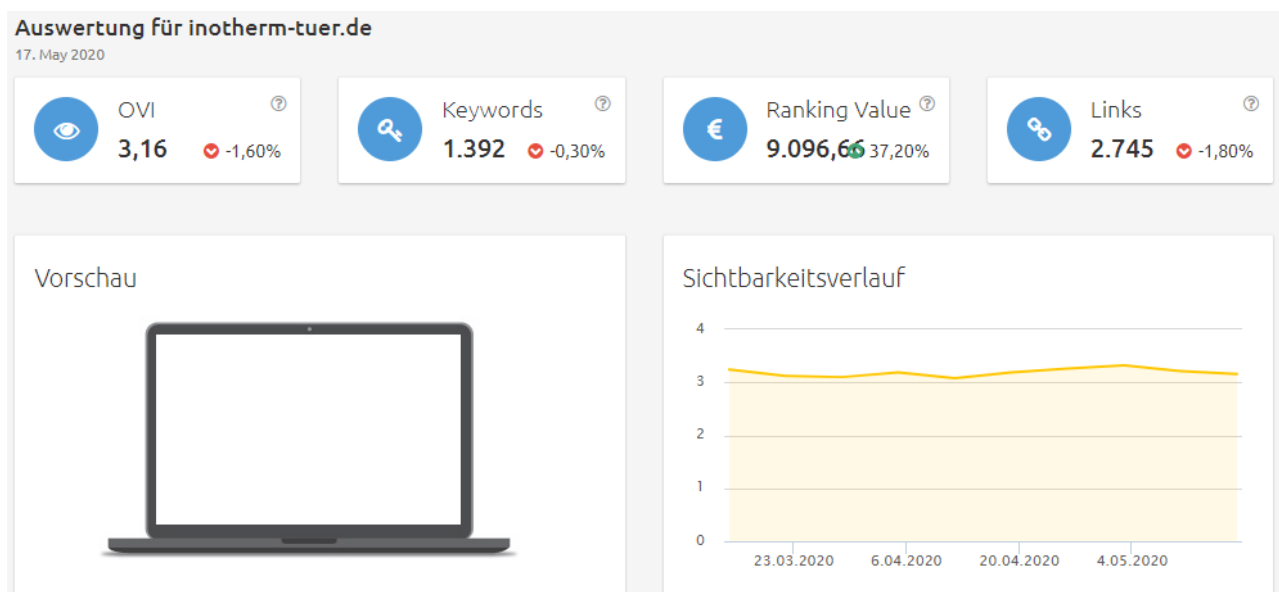 Auswertung für inotherm-tuer.de
17. May 2020
OVI
3,16 -1,60%
Keywords
1.392 -0,30%
Ranking Value
€ 9.096,66 37,20%
Links
2.745 -1,80%
Vorschau
Sichtbarkeitsverlauf
4
3
2
1
0
23.03.2020 6.04.2020 20.04.2020 4.05.2020